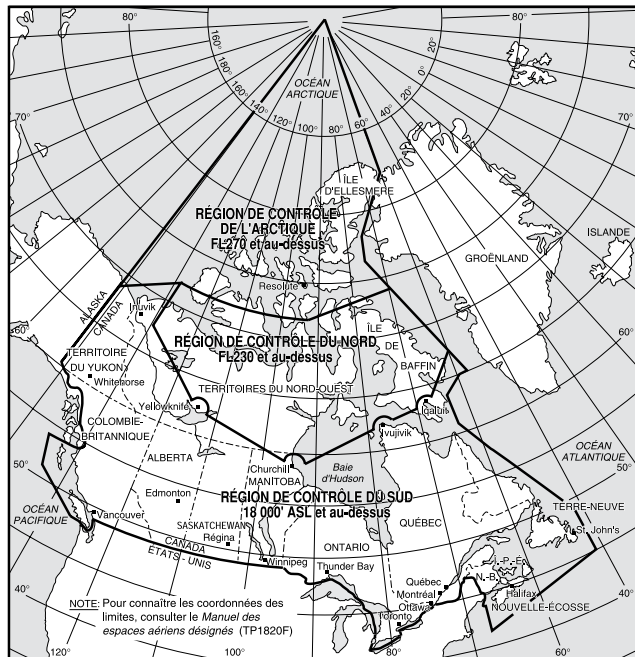 80°
80°
160°
160°
140°
140°
120°
100°
80°
60°
40°
20°
0°
20°
OCÉAN
ARCTIQUE
70°
70°
ÎLE
D'ELLESMERE
RÉGION DE CONTRÔLE
DE L'ARCTIQUE
FL270 et au-dessus
ISLANDE
GROËNLAND
Resolute
ALASKA
CANADA
Inuvik
60°
60°
RÉGION DE CONTRÔLE DU NORD
FL230 et au-dessus
ÎLE
DE
BAFFIN
TERRITOIRE
DU YUKON
Whitehorse
TERRITOIRES DU NORD-OUEST
Yellowknife
Iqaluit
COLOMBIE-
BRITANNIQUE
Ivujivik
ALBERTA
OCÉAN
ATLANTIQUE
50°
50°
Churchill
MANITOBA
Baie
d'Hudson
Edmonton
RÉGION DE CONTRÔLE DU SUD
18 000' ASL et au-dessus
OCÉAN
PACIFIQUE
Vancouver
TERRE-NEUVE
SASKATCHEWAN
QUÉBEC
St. John's
Régina
CANADA
ÉTATS - UNIS
ONTARIO
Winnipeg
Thunder Bay
Î.-P.-É.
N.-B.
Québec
Montréal
Ottawa
Halifax
NOUVELLE-ÉCOSSE
Toronto
40°
40°
NOTE: Pour connaître les coordonnées des
limites, consulter le Manuel des
espaces aériens désignés (TP1820F)
120°
100°
80°
60°